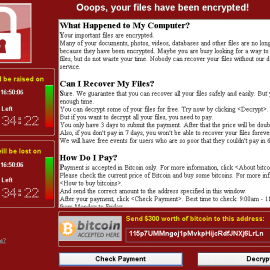 Ooops, your files have been encrypted!
What Happened to My Computer?
Your important files are encrypted.
Many of your documents, photos, videos, databases and other files are no long
because they have been encrypted. Maybe you are busy looking for a way to
files, but do not waste your time. Nobody can recover your files without our d
service.
Can I Recover My Files?
Sure. We guarantee that you can recover all your files safely and easily. But y
enough time.
You can decrypt some of your files for free. Try now by clicking <Decrypt>.
But if you want to decrypt all your files, you need to pay.
You only have 3 days to submit the payment. After that the price will be doub
Also, if you don't pay in 7 days, you won't be able to recover your files forever
We will have free events for users who are so poor that they couldn't pay in 6
How Do I Pay?
Payment is accepted in Bitcoin only. For more information, click <About bitco
Please check the current price of Bitcoin and buy some bitcoins. For more inf
<How to buy bitcoins>.
And send the correct amount to the address specified in this window.
After your payment, click <Check Payment>. Best time to check: 9:00am - 1
from Monday to Friday.
l be raised on
16:50:06
Left
34:22
ill be lost on
16:50:06
Left
34:22
bitcoin
ACCEPTED HERE
Send $300 worth of bitcoin to this address:
Check Payment
Decryp